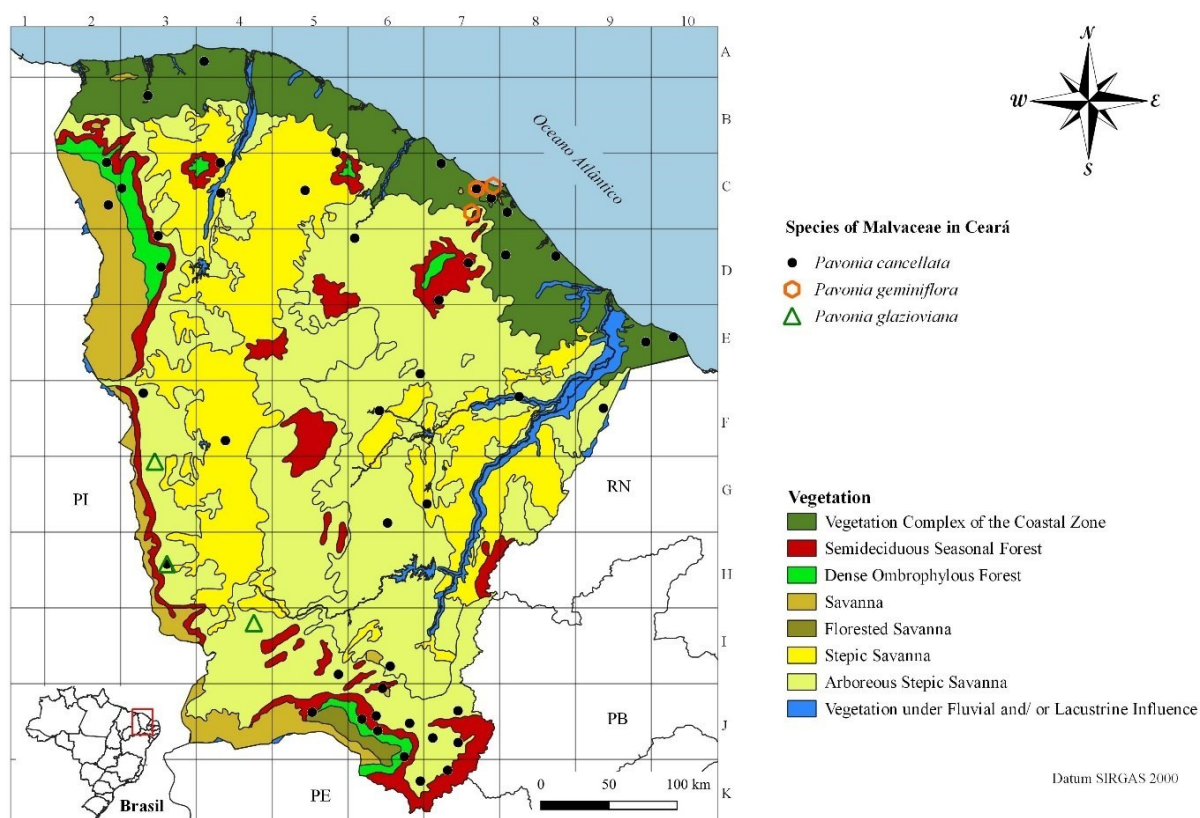 1 2 3 4 5 6 7 8 9 10
A
B
C
D
E
F
G
H
I
J
K
N
W E
S
Oceano Atlântico
Species of Malvaceae in Ceará
Pavonia cancellata
Pavonia geminiflora
Pavonia glazioviana
PI
RN
PB
PE
Brasil
Vegetation
Vegetation Complex of the Coastal Zone
Semideciduous Seasonal Forest
Dense Ombrophylous Forest
Savanna
Florested Savanna
Stepic Savanna
Arboreous Stepic Savanna
Vegetation under Fluvial and/ or Lacustrine Influence
0 50 100 km
Datum SIRGAS 2000